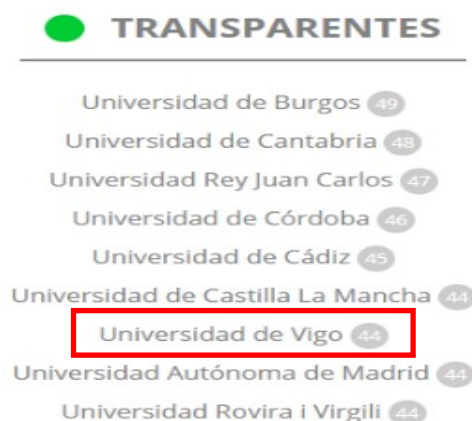 TRANSPARENTES
Universidad de Burgos 49
Universidad de Cantabria 48
Universidad Rey Juan Carlos 47
Universidad de Córdoba 46
Universidad de Cádiz 45
Universidad de Castilla La Mancha 44
Universidad de Vigo 44
Universidad Autónoma de Madrid 44
Universidad Rovira i Virgili 44